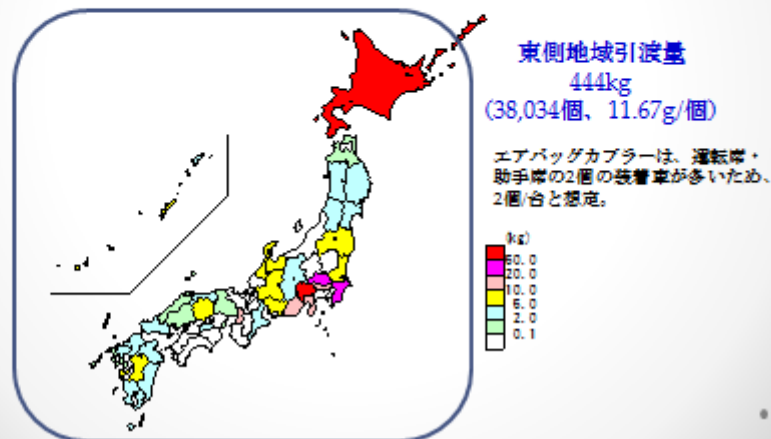 東側地域引渡量
444kg
(38,034個、11.67g/個)
エアバッグカプラーは、運転席・
助手席の2個の装着車が多いため、
2個/台と想定。
(kg)
60.0
20.0
10.0
6.0
2.0
0.1